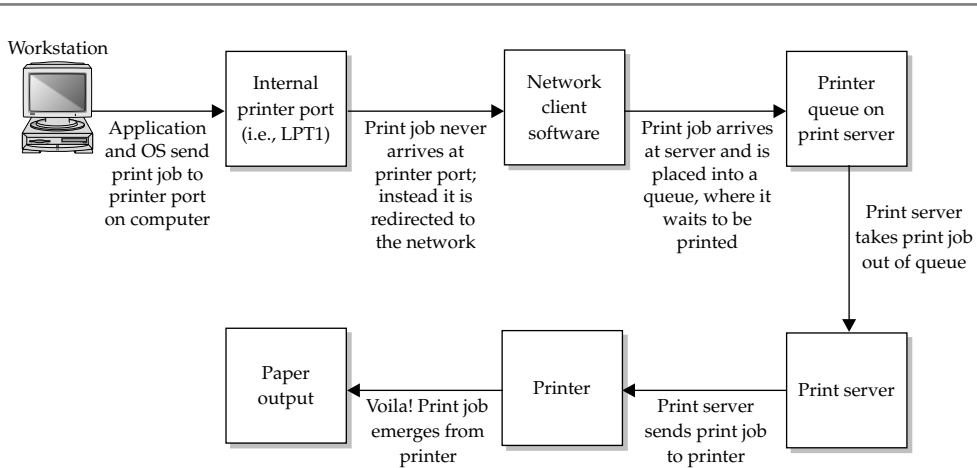 Workstation
Internal
printer port
(i.e., LPT1)
Network
client
software
Printer
queue on
print server
Application
and OS send
print job to
printer port
on computer
Print job never
arrives at
printer port;
instead it is
redirected to
the network
Print job arrives
at server and is
placed into a
queue, where it
waits to be
printed
Print server
takes print job
out of queue
Paper
output
Printer
Print server
Voila! Print job
emerges from
printer
Print server
sends print job
to printer